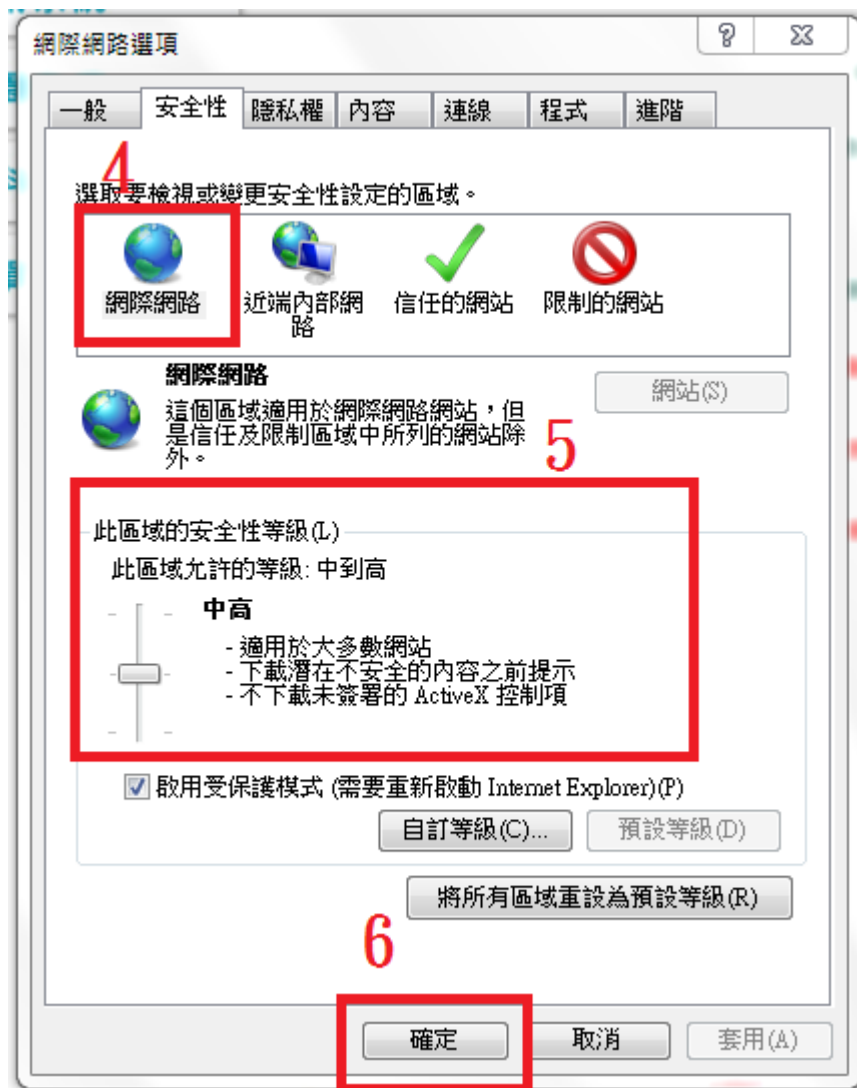 網際網路選項
一般 安全性 隱私權 內容 連線 程式 進階
4
選取要檢視或變更安全性設定的區域。
網際網路 近端內部網路 信任的網站 限制的網站
網際網路
網站(S)
這個區域適用於網際網路網站，但
是信任及限制區域中所列的網站除
外。
5
此區域的安全性等級(L)
此區域允許的等級: 中到高
中高
- 適用於大多數網站
- 下載潛在不安全的內容之前提示
- 不下載未簽署的 ActiveX 控制項
啟用受保護模式 (需要重新啟動 Internet Explorer)(P)
自訂等級(C)... 預設等級(D)
將所有區域重設為預設等級(R)
6
確定 取消 套用(A)